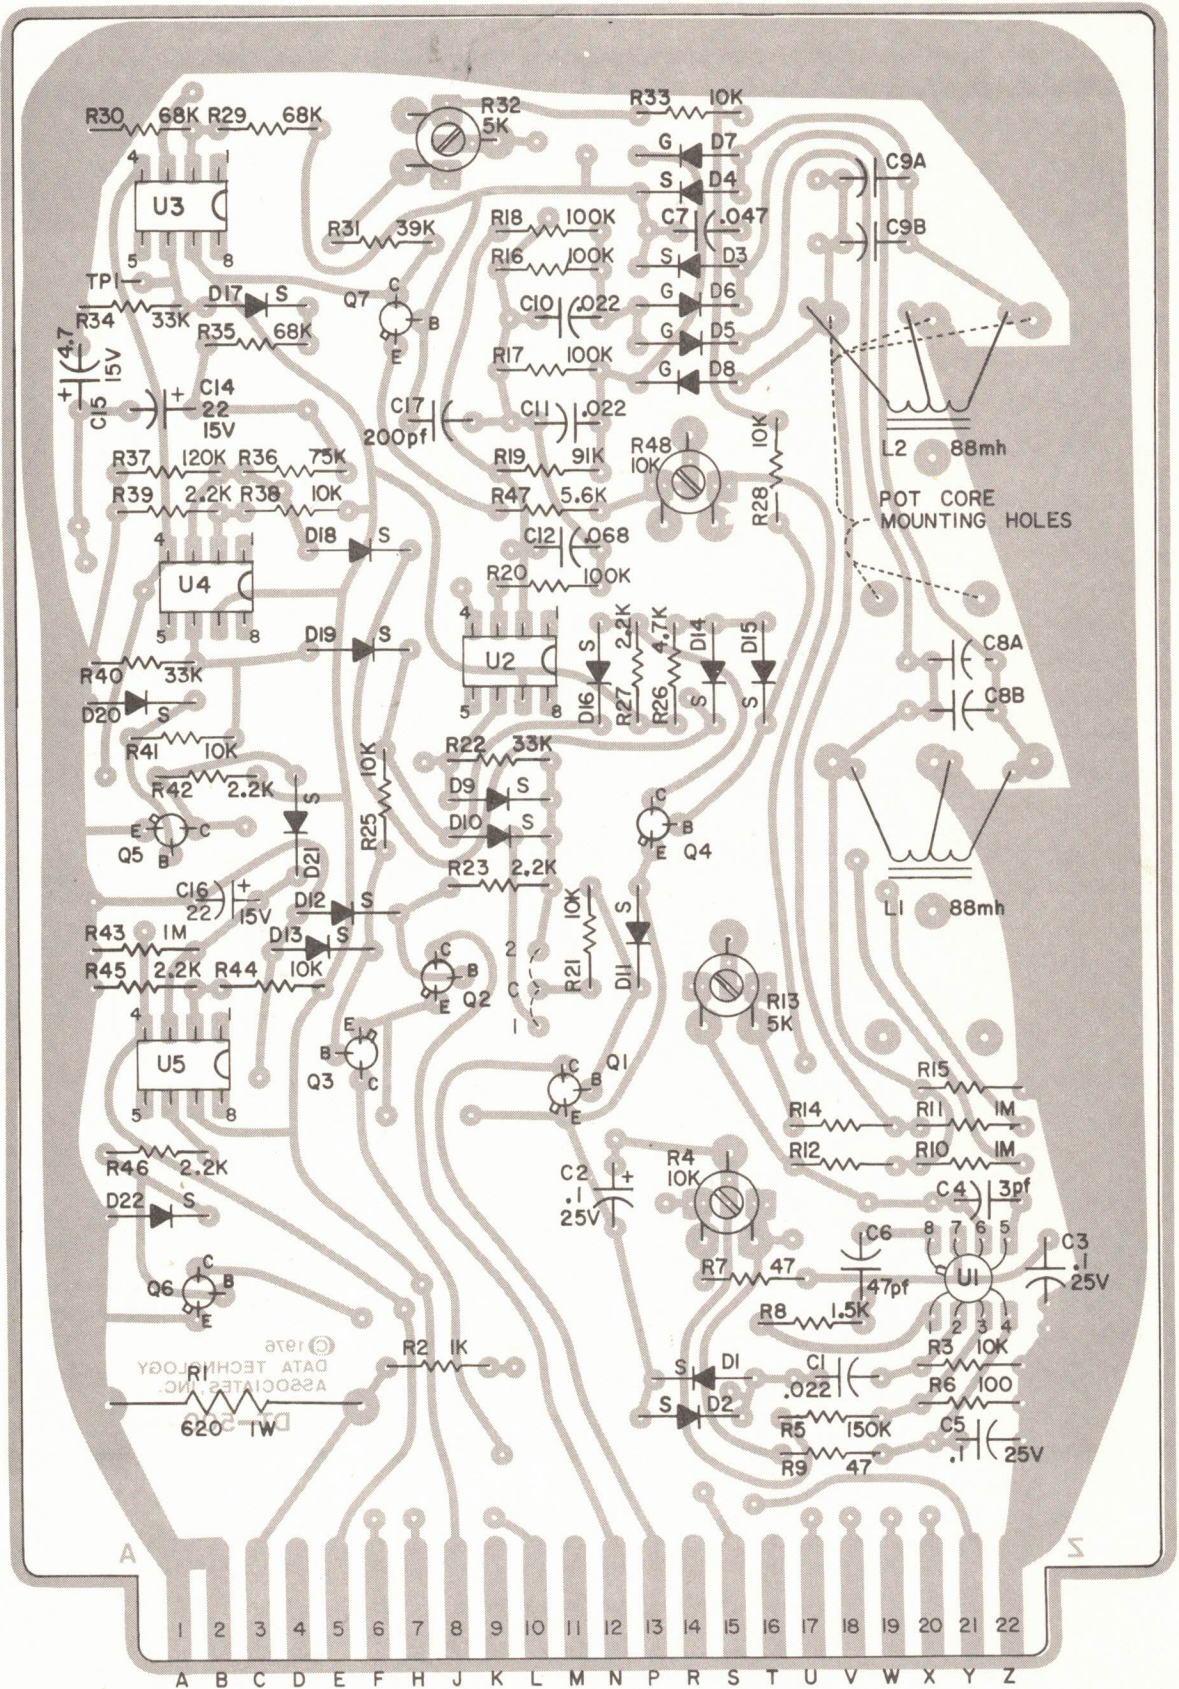 R30 68K R29 68K
R32 5K
R33 10K
G D7
S D4
C9A
4 1
U3
5 8
R31 39K
R18 100K
C7 .047
C9B
R16 100K
S D3
TP1
R34 33K
D17 S
Q7 C B E
C10 .022
G D6
R35 68K
G D5
C15 + 4.7 15V
R17 100K
G D8
C14 + 22 15V
C17 200pf
C11 .022
R48 10K
R28 10K
L2 88mh
R37 120K R36 75K
R19 91K
R39 2.2K R38 10K
R47 5.6K
POT CORE
MOUNTING HOLES
D18 S
C12 .068
4 1
U4
5 8
R20 100K
D19 S
4 1
U2
5 8
D16 S
R27 2.2K
R26 4.7K
D14 S
D15 S
C8A
R40 33K
D20 S
C8B
R41 10K
R42 2.2K
R25 10K
R22 33K
D9 S
D10 S
D21 S
Q5 E C B
Q4 C B E
R23 2.2K
C16 + 22 15V
D12 S
L1 88mh
R43 1M
D13 S
R21 10K
D11 S
R45 2.2K R44 10K
Q2 C B E
2
C
1
R13 5K
4 1
U5
5 8
Q3 E B C
Q1 C B E
R15
R14
R11 1M
R12
R10 1M
R46 2.2K
C2 + .1 25V
R4 10K
D22 S
C4 3pf
C6 47pf
8 7 6 5
U1
1 2 3 4
C3 .1 25V
Q6 C B E
R7 47
R8 1.5K
©1976
DATA TECHNOLOGY
ASSOCIATES, INC.
R2 1K
R3 10K
S D1
C1 .022
R1 620 1W
R6 100
S D2
R5 150K
C5 .1 25V
R9 47
A Z
1 2 3 4 5 6 7 8 9 10 11 12 13 14 15 16 17 18 19 20 21 22
A B C D E F H J K L M N P R S T U V W X Y Z